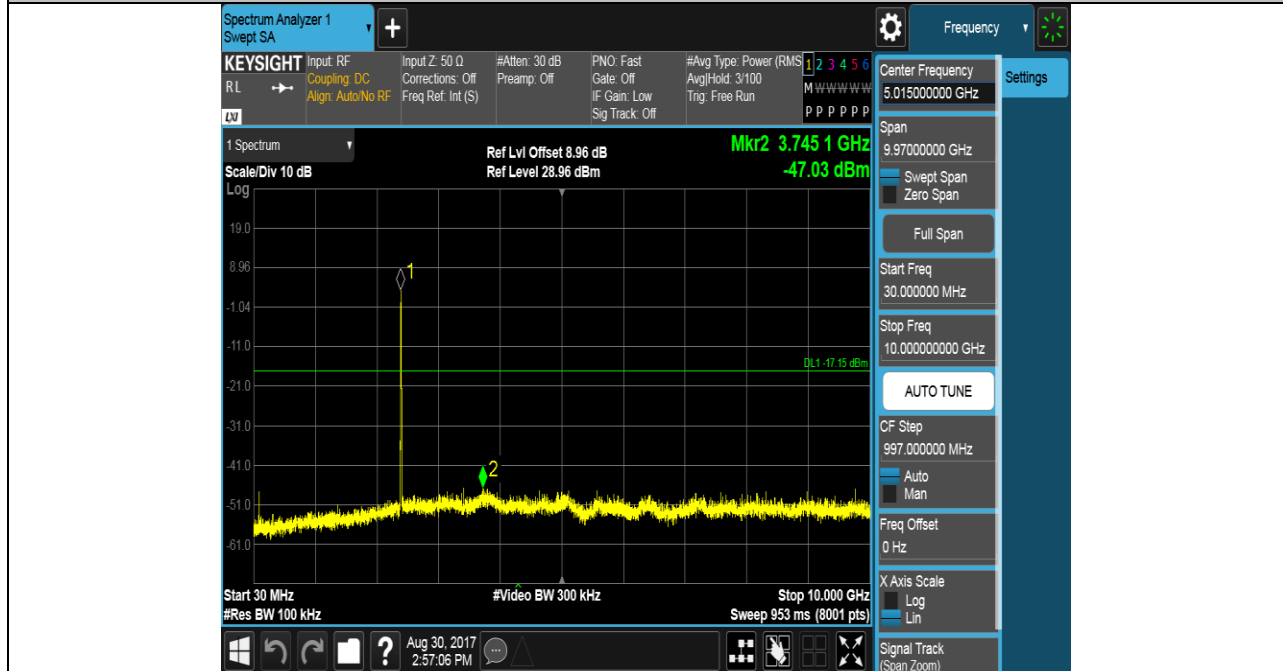 Spectrum Analyzer 1
Swept SA
Frequency
KEYSIGHT
RL
LXI
Input: RF
Coupling: DC
Align: Auto/No RF
Input Z: 50 Ω
Corrections: Off
Freq Ref: Int (S)
#Atten: 30 dB
Preamp: Off
PNO: Fast
Gate: Off
IF Gain: Low
Sig Track: Off
#Avg Type: Power (RMS
Avg|Hold: 3/100
Trig: Free Run
1 2 3 4 5 6
M W W W W W
P P P P P P
1 Spectrum
Scale/Div 10 dB
Log
Ref Lvl Offset 8.96 dB
Ref Level 28.96 dBm
Mkr2 3.745 1 GHz
-47.03 dBm
19.0
8.96
-1.04
-11.0
-21.0
-31.0
-41.0
-51.0
-61.0
1
2
DL1 -17.15 dBm
Start 30 MHz
#Res BW 100 kHz
#Video BW 300 kHz
Stop 10.000 GHz
Sweep 953 ms (8001 pts)
Aug 30, 2017
2:57:06 PM
Center Frequency
5.015000000 GHz
Span
9.97000000 GHz
Swept Span
Zero Span
Full Span
Start Freq
30.000000 MHz
Stop Freq
10.000000000 GHz
AUTO TUNE
CF Step
997.000000 MHz
Auto
Man
Freq Offset
0 Hz
X Axis Scale
Log
Lin
Signal Track
(Span Zoom)
Settings